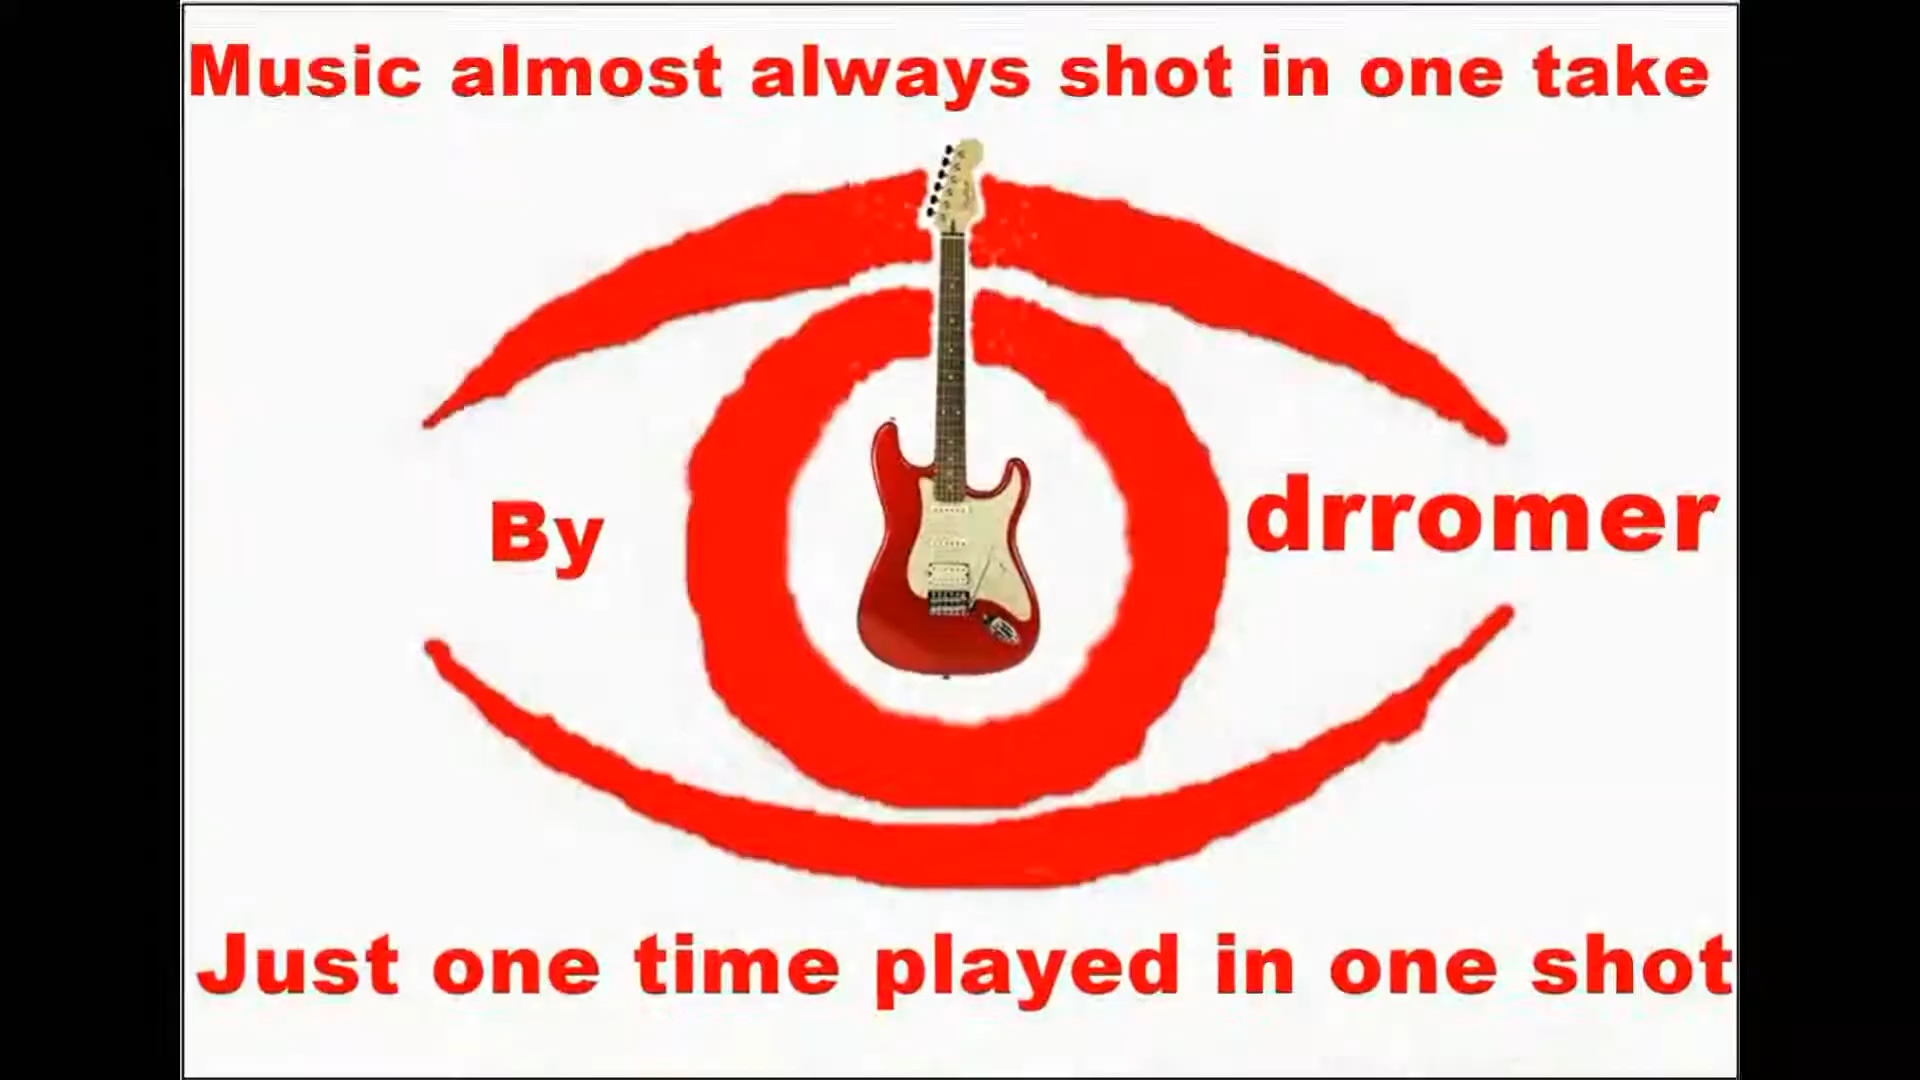 Music almost always shot in one take
By drromer
Just one time played in one shot